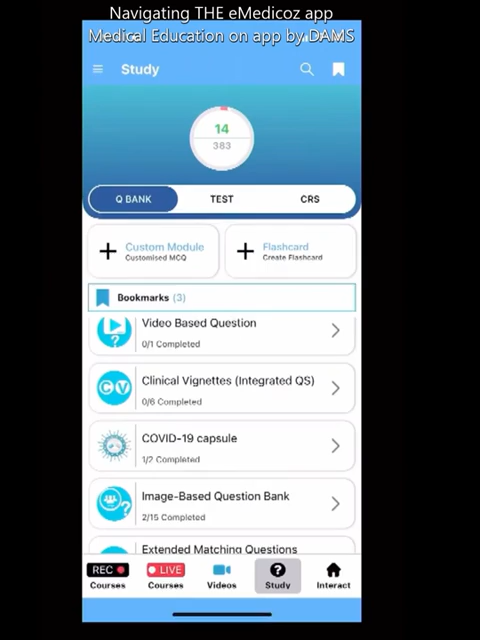 Navigating THE eMedicoz app
Medical Education on app by DAMS
Study
14
383
Q BANK
TEST
CRS
Custom Module
Customised MCQ
Flashcard
Create Flashcard
Bookmarks (3)
Video Based Question
0/1 Completed
Clinical Vignettes (Integrated QS)
0/6 Completed
COVID-19 capsule
1/2 Completed
Image-Based Question Bank
2/15 Completed
Extended Matching Questions
REC
LIVE
Courses
Courses
Videos
Study
Interact